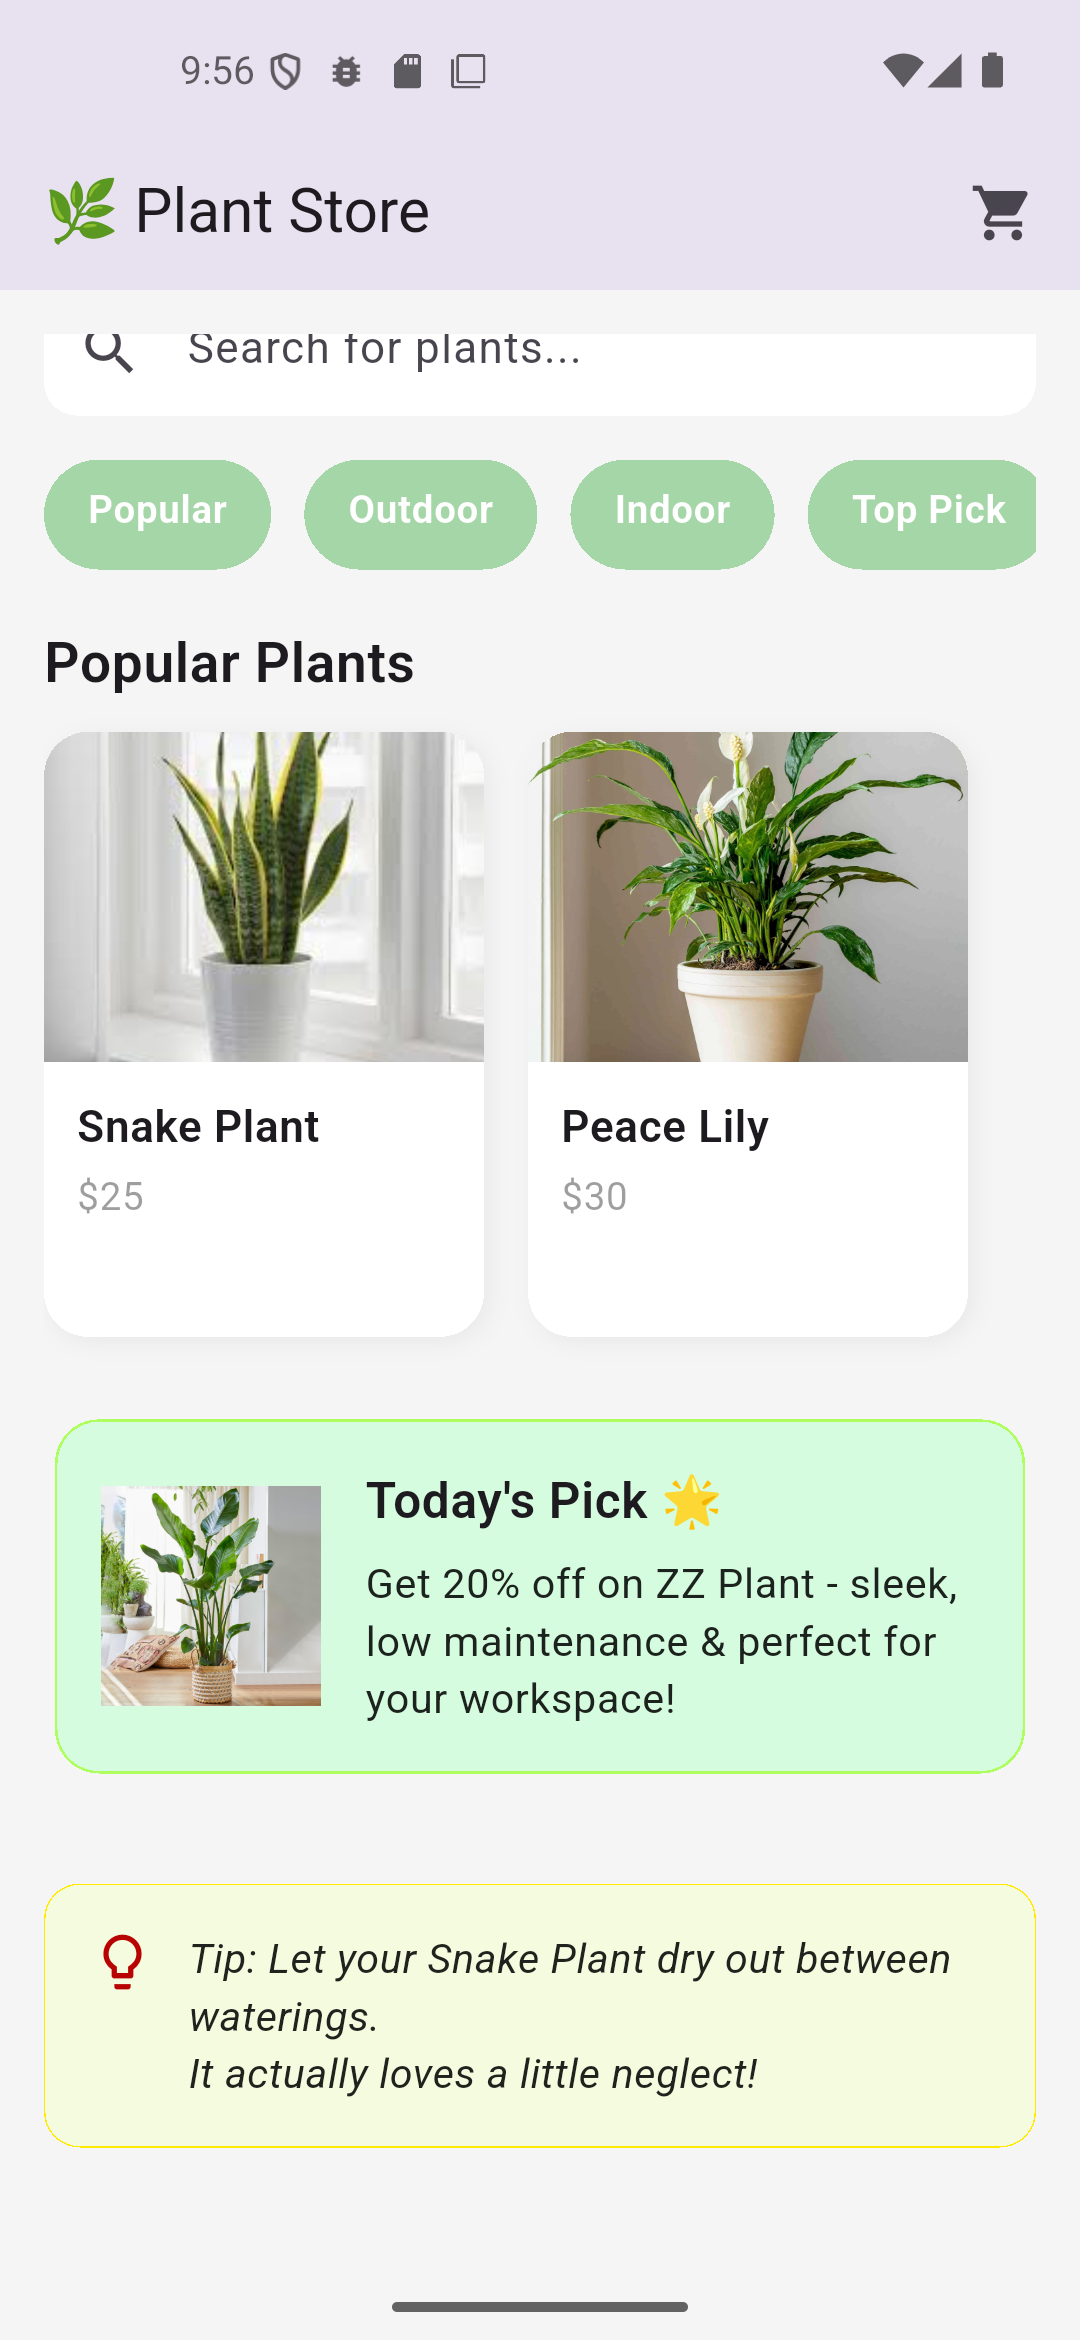 9:56
🌿 Plant Store
Search for plants...
Popular Outdoor Indoor Top Pick
Popular Plants
Snake Plant Peace Lily
$25 $30
Today's Pick 🌟
Get 20% off on ZZ Plant - sleek,
low maintenance & perfect for
your workspace!
Tip: Let your Snake Plant dry out between
waterings.
It actually loves a little neglect!